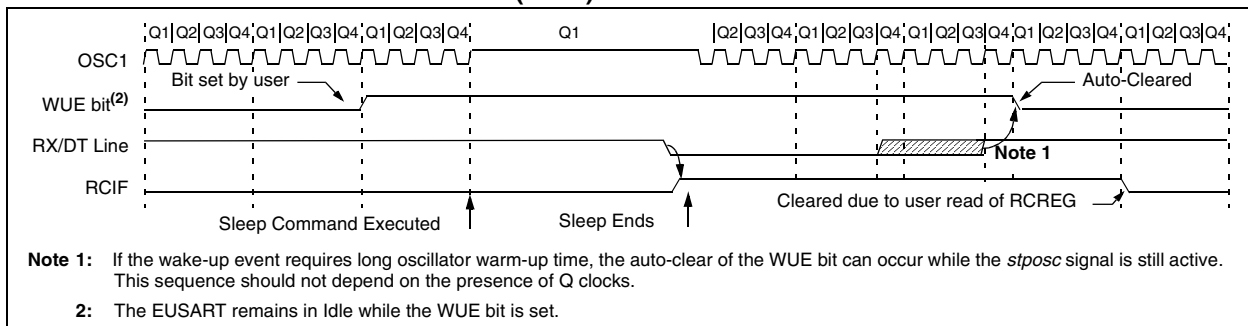 Q1 Q2 Q3 Q4 Q1 Q2 Q3 Q4 Q1 Q2 Q3 Q4 Q1 Q2 Q3 Q4 Q1 Q2 Q3 Q4 Q1 Q2 Q3 Q4 Q1 Q2 Q3 Q4 Q1 Q2 Q3 Q4
OSC1
Bit set by user
Auto-Cleared
WUE bit(2)
RX/DT Line
Note 1
RCIF
Cleared due to user read of RCREG
Sleep Command Executed
Sleep Ends
Note 1: If the wake-up event requires long oscillator warm-up time, the auto-clear of the WUE bit can occur while the stposc signal is still active.
This sequence should not depend on the presence of Q clocks.
2: The EUSART remains in Idle while the WUE bit is set.